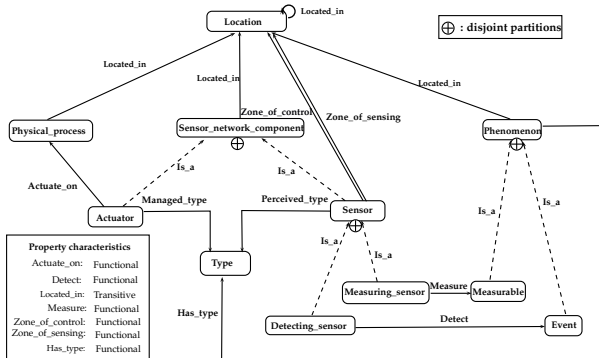 Located_in
Location
⊕ : disjoint partitions
Located_in
Located_in
Located_in
Zone_of_control
Zone_of_sensing
Physical_process
Sensor_network_component
Phenomenon
Is_a
Is_a
Actuate_on
Is_a
Is_a
Managed_type
Perceived_type
Actuator
Sensor
Property characteristics
Actuate_on: Functional
Detect: Functional
Located_in: Transitive
Measure: Functional
Zone_of_control: Functional
Zone_of_sensing: Functional
Has_type: Functional
Type
Is_a
Is_a
Measuring_sensor
Measure
Measurable
Has_type
Detecting_sensor
Detect
Event